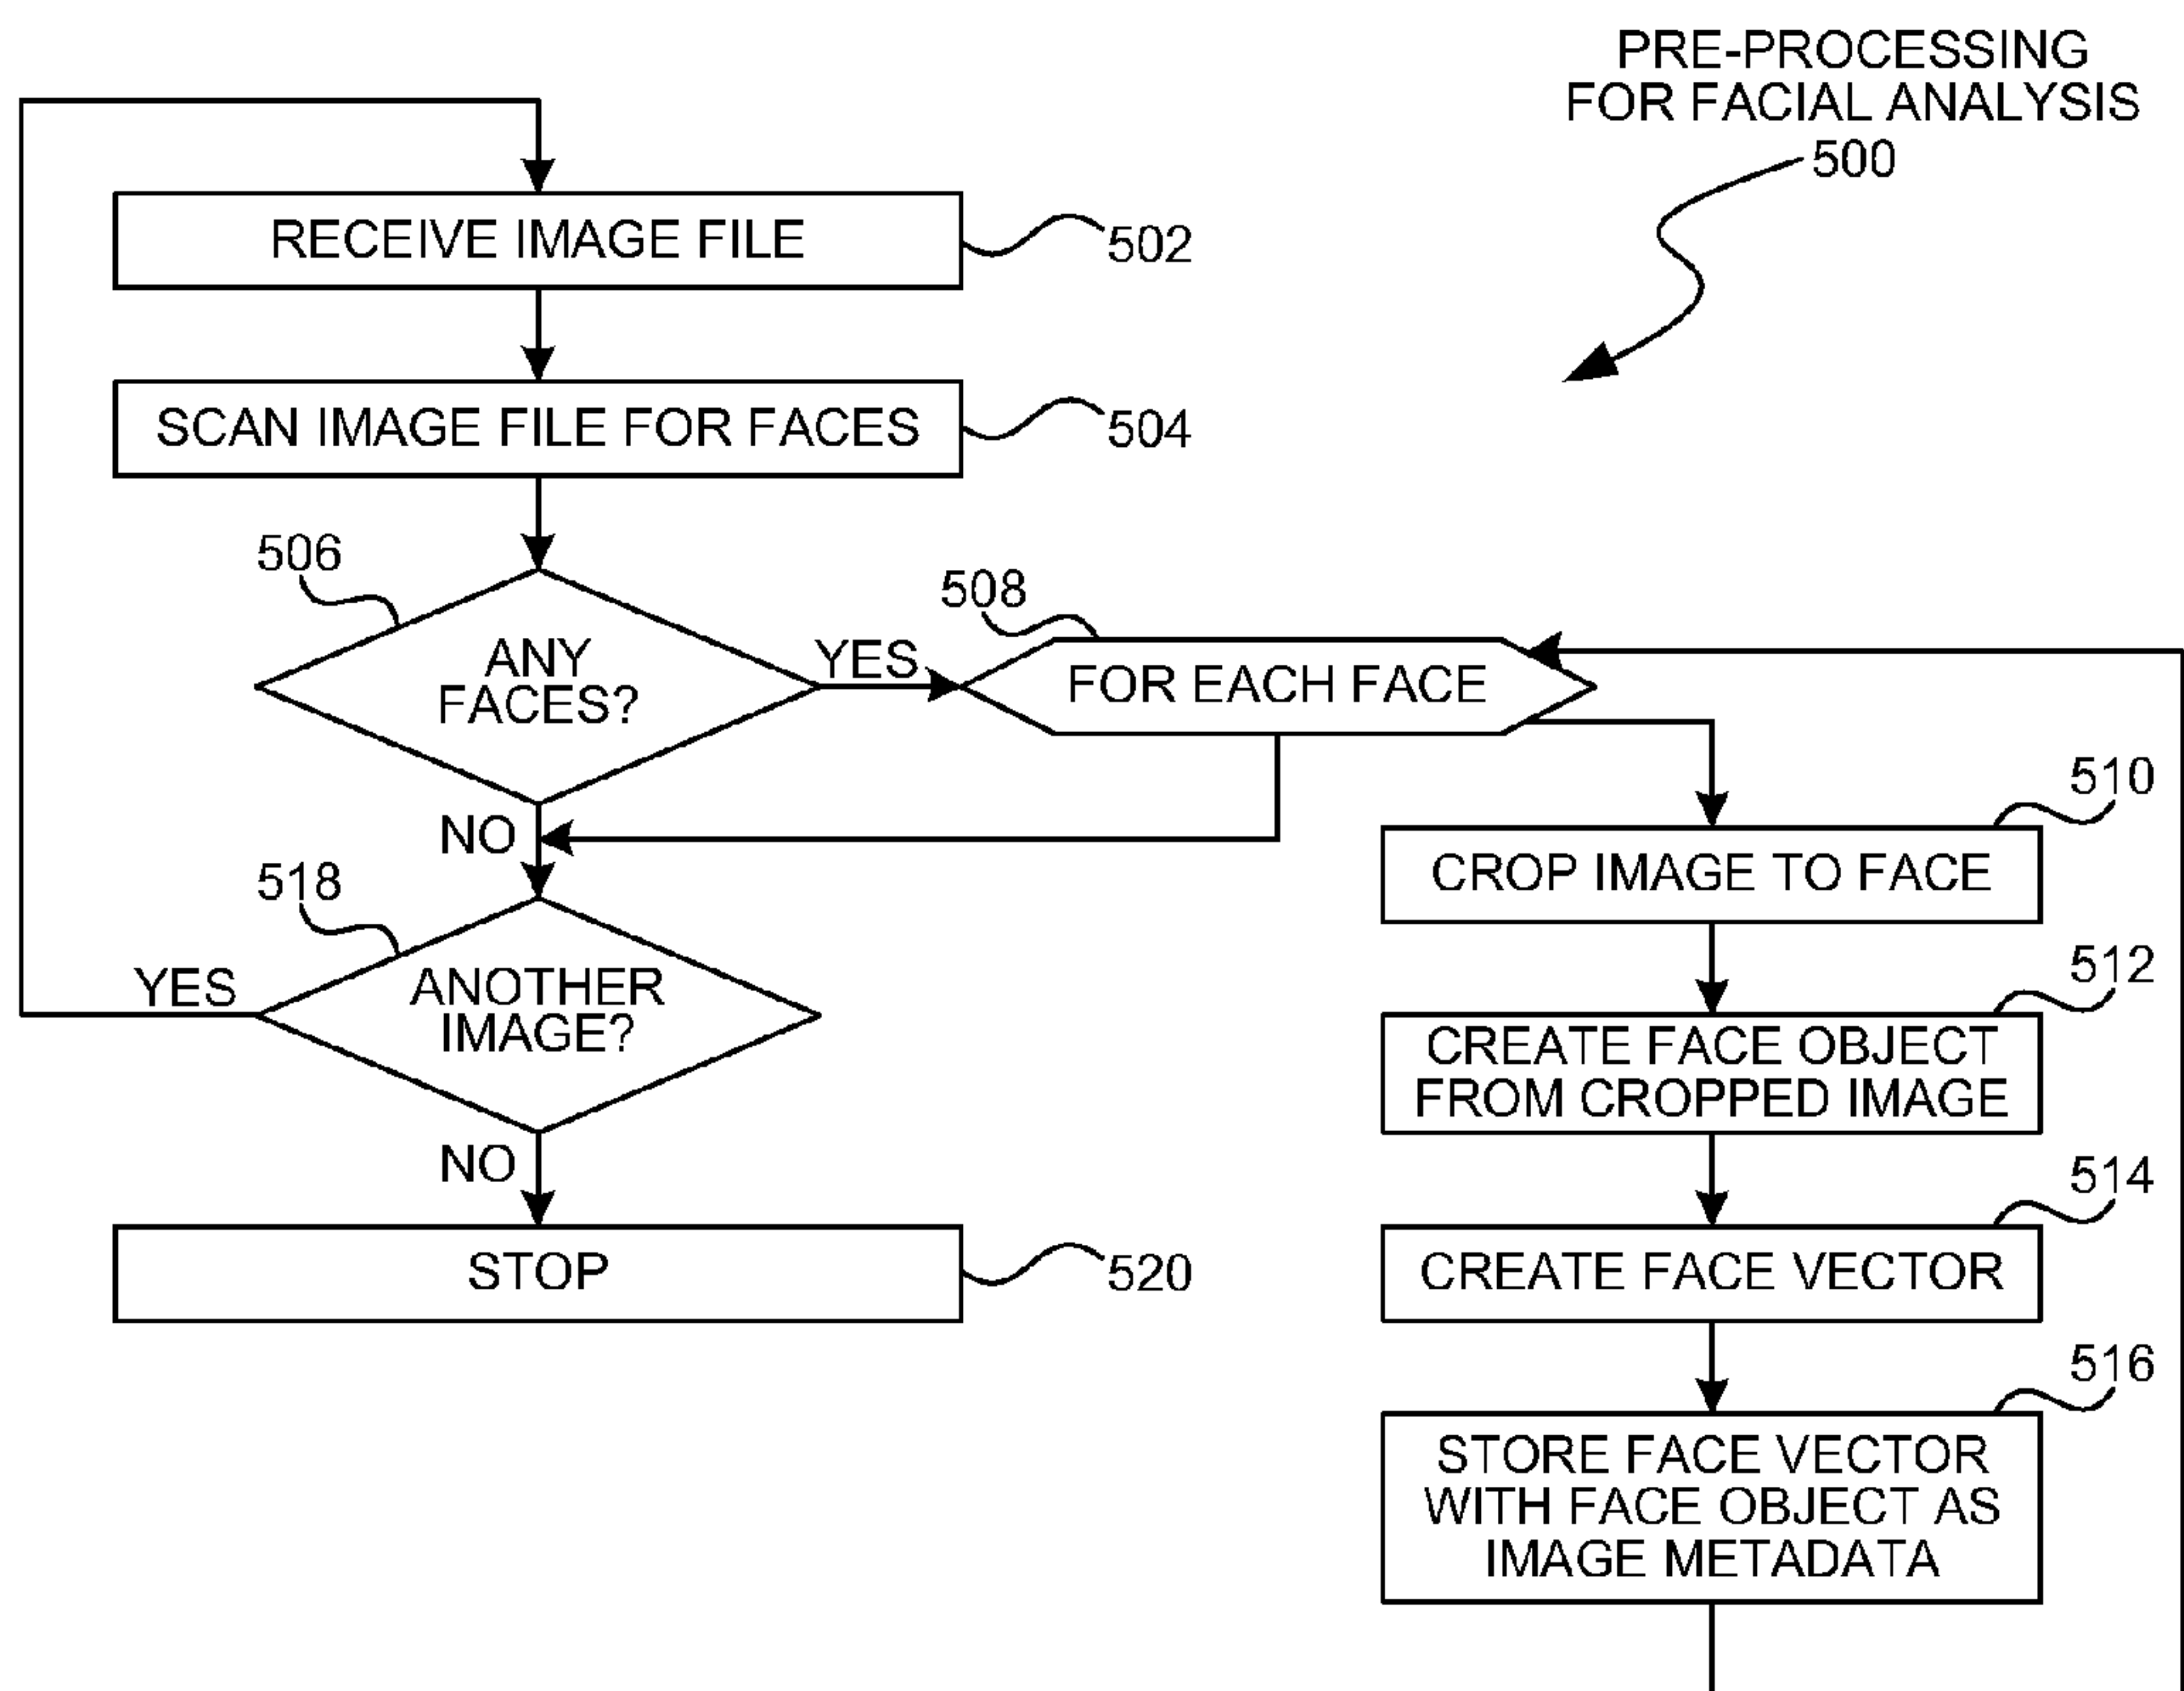 PRE-PROCESSING
FOR FACIAL ANALYSIS
500
RECEIVE IMAGE FILE
502
SCAN IMAGE FILE FOR FACES
504
506
ANY
FACES?
YES
NO
508
FOR EACH FACE
510
CROP IMAGE TO FACE
512
CREATE FACE OBJECT
FROM CROPPED IMAGE
514
CREATE FACE VECTOR
516
STORE FACE VECTOR
WITH FACE OBJECT AS
IMAGE METADATA
518
ANOTHER
IMAGE?
YES
NO
STOP
520